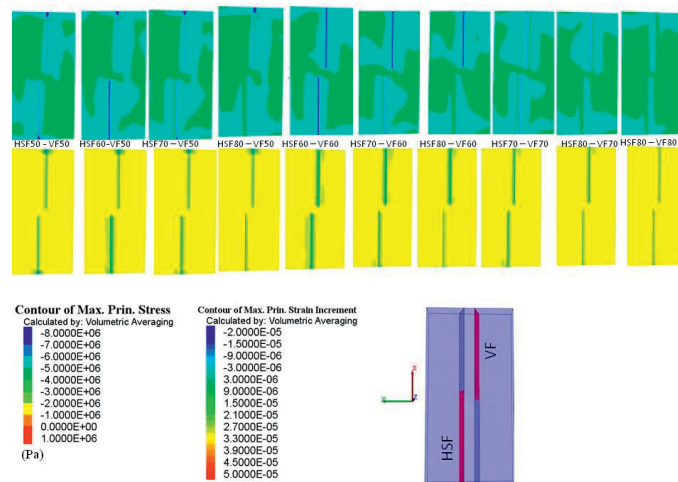 HSF50 - VF50 HSF60-VF50 HSF70 - VF50 HSF80 - VF50 HSF60 - VF60 HSF70 - VF60 HSF80 - VF60 HSF70 - VF70 HSF80 - VF70 HSF80 - VF80
Contour of Max. Prin. Stress
Calculated by: Volumetric Averaging
-8.0000E+06
-7.0000E+06
-6.0000E+06
-5.0000E+06
-4.0000E+06
-3.0000E+06
-2.0000E+06
-1.0000E+06
0.0000E+00
1.0000E+06
(Pa)
Contour of Max. Prin. Strain Increment
Calculated by: Volumetric Averaging
-2.0000E-05
-1.5000E-05
-9.0000E-06
-3.0000E-06
3.0000E-06
9.0000E-06
1.5000E-05
2.1000E-05
2.7000E-05
3.3000E-05
3.9000E-05
4.5000E-05
5.0000E-05
VF
HSF